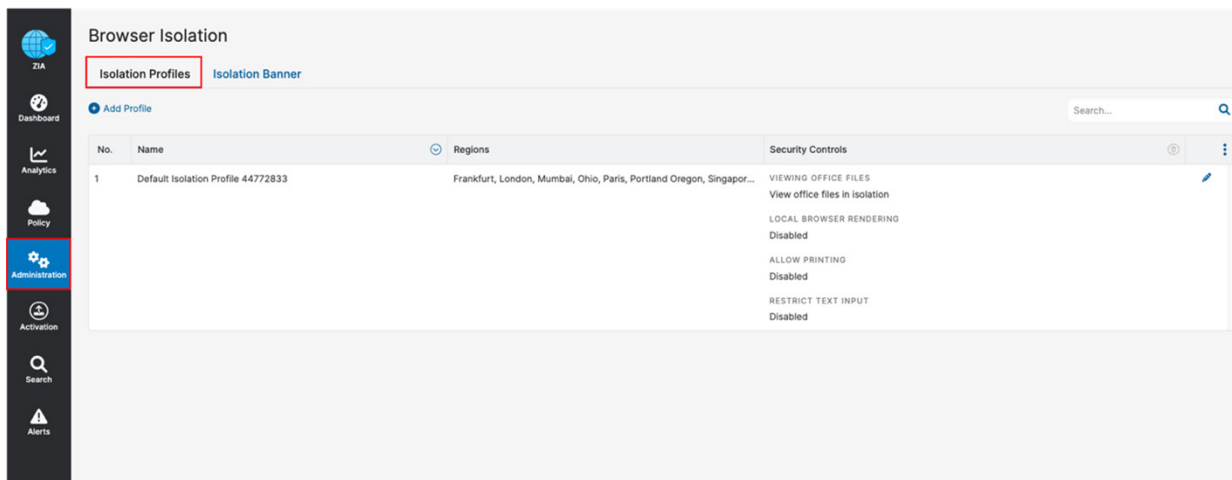 ZIA
Dashboard
Analytics
Policy
Administration
Activation
Search
Alerts
Browser Isolation
Isolation Profiles Isolation Banner
Add Profile
Search...
No. Name Regions Security Controls
1 Default Isolation Profile 44772833 Frankfurt, London, Mumbai, Ohio, Paris, Portland Oregon, Singapor... VIEWING OFFICE FILES
View office files in isolation
LOCAL BROWSER RENDERING
Disabled
ALLOW PRINTING
Disabled
RESTRICT TEXT INPUT
Disabled